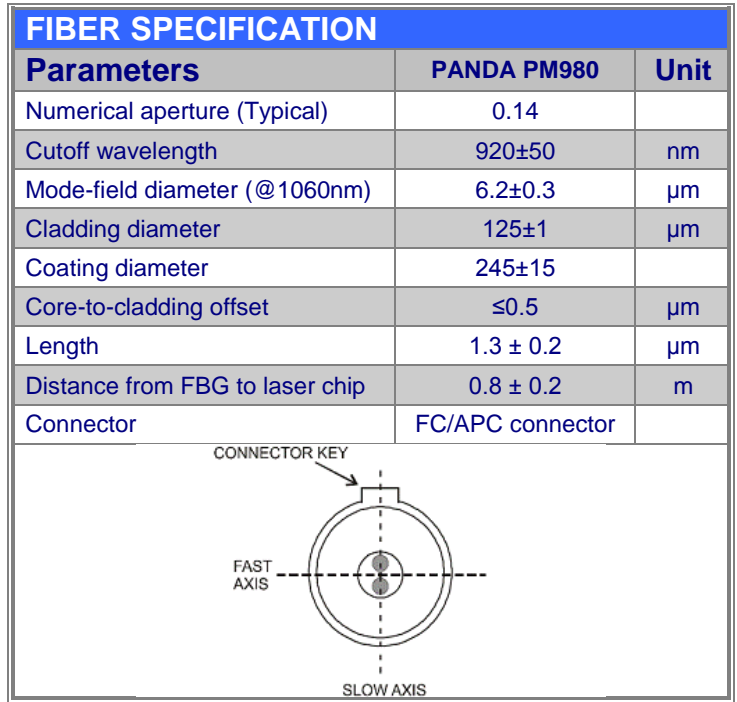 FIBER SPECIFICATION
Parameters PANDA PM980 Unit
Numerical aperture (Typical) 0.14
Cutoff wavelength 920±50 nm
Mode-field diameter (@1060nm) 6.2±0.3 µm
Cladding diameter 125±1 µm
Coating diameter 245±15
Core-to-cladding offset ≤0.5 µm
Length 1.3 ± 0.2 µm
Distance from FBG to laser chip 0.8 ± 0.2 m
Connector FC/APC connector
CONNECTOR KEY
FAST
AXIS
SLOW AXIS